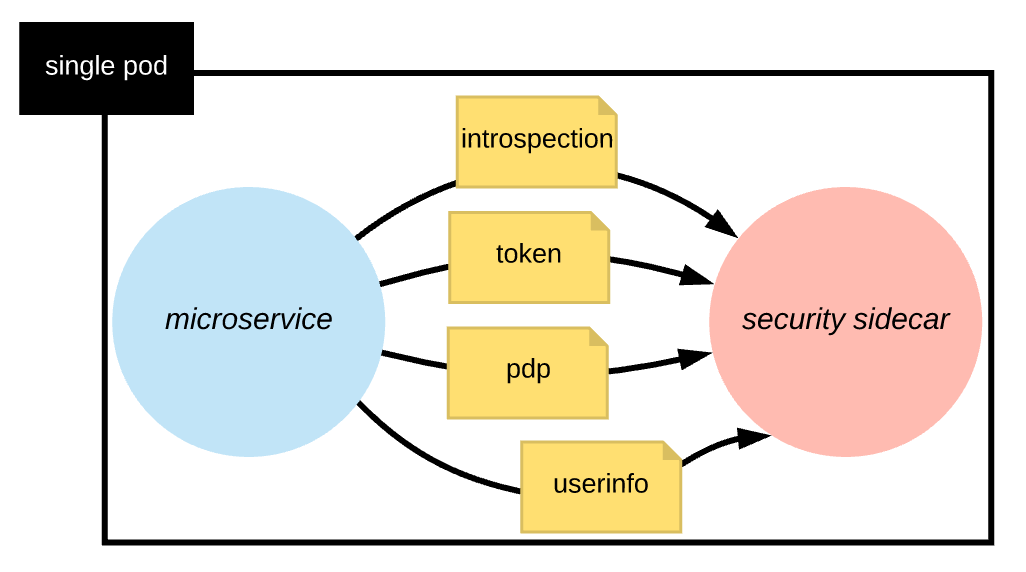 single pod
introspection
token
microservice
security sidecar
pdp
userinfo